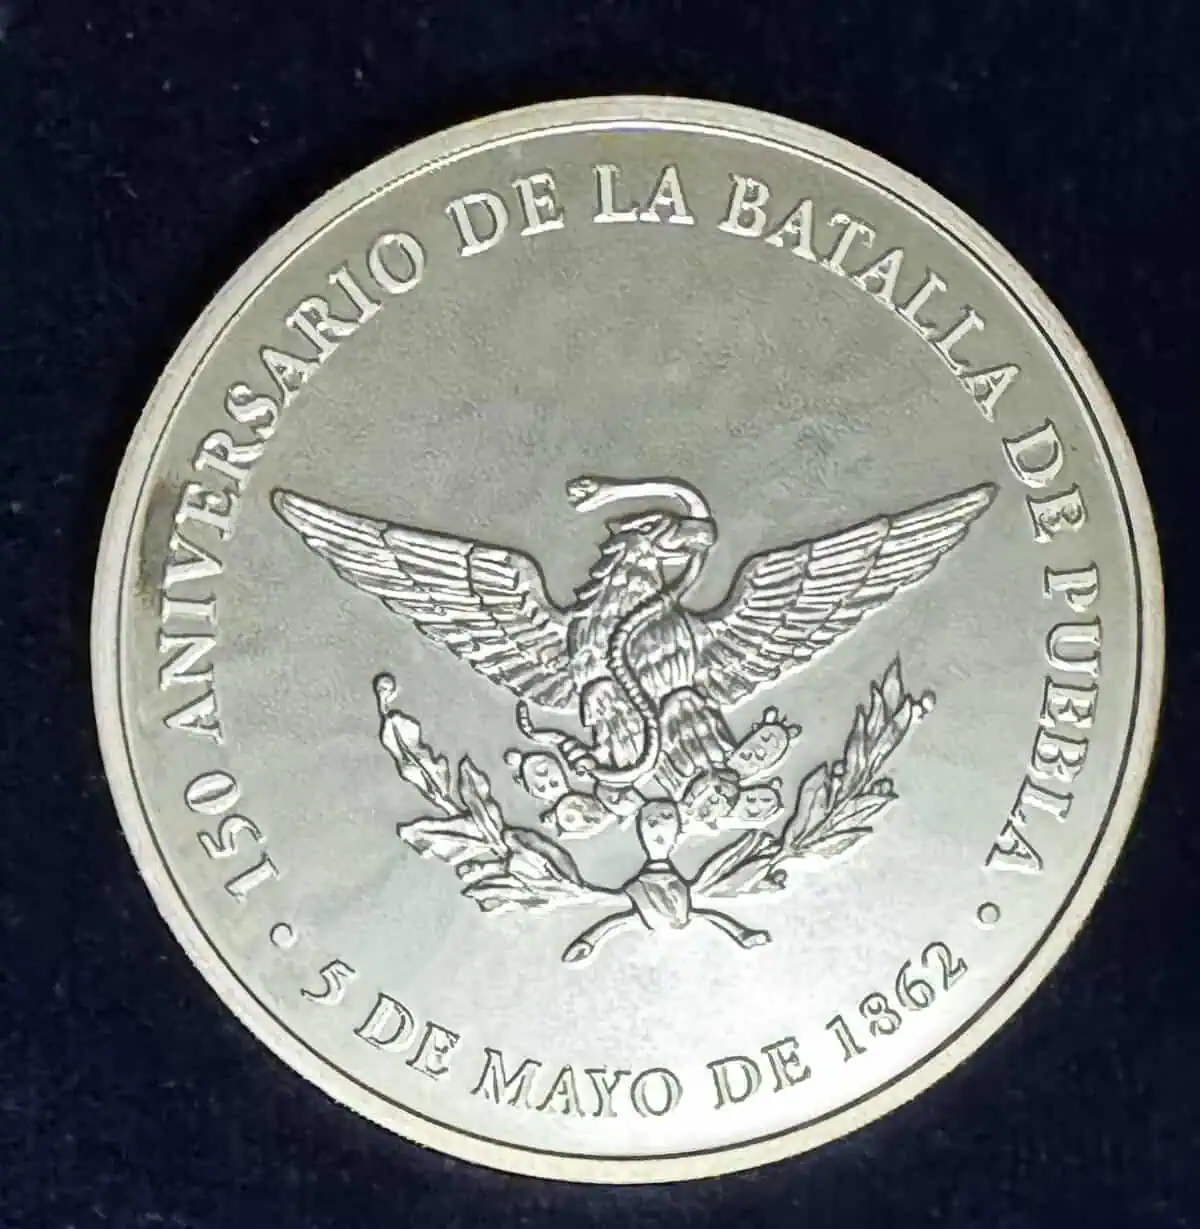 150 ANIVERSARIO DE LA BATALLA DE PUEBLA
· 5 DE MAYO DE 1862 ·